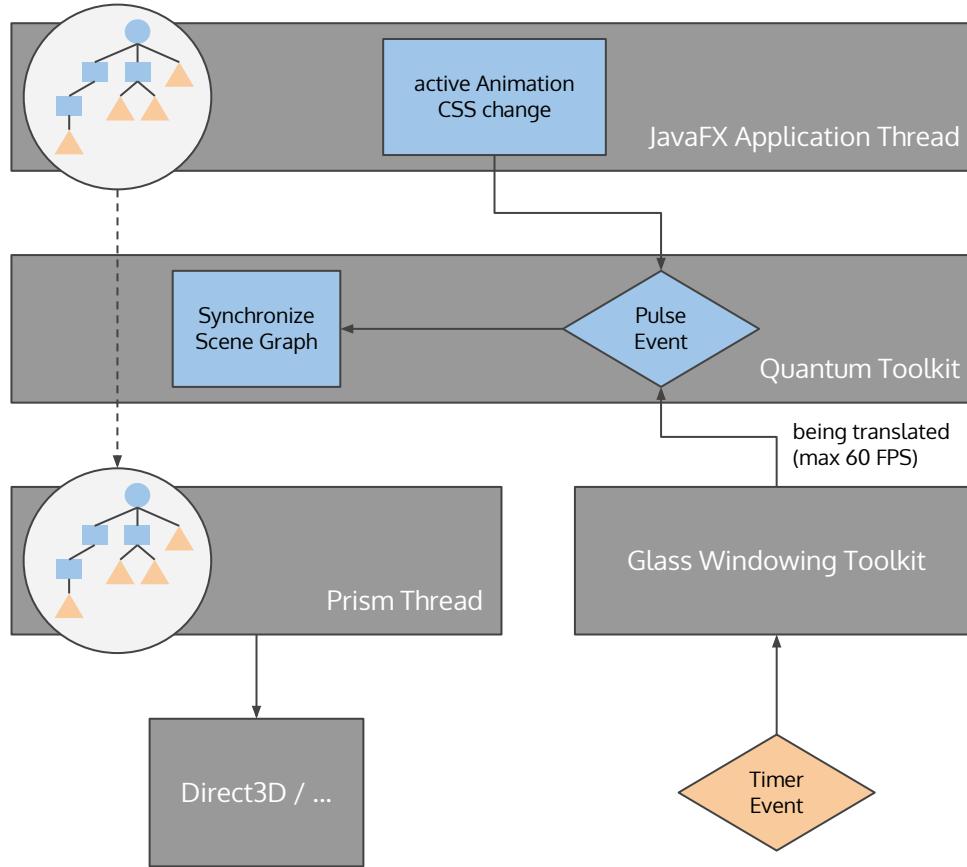 active Animation
CSS change
JavaFX Application Thread
Synchronize
Scene Graph
Pulse
Event
Quantum Toolkit
being translated
(max 60 FPS)
Glass Windowing Toolkit
Prism Thread
Direct3D / ...
Timer
Event